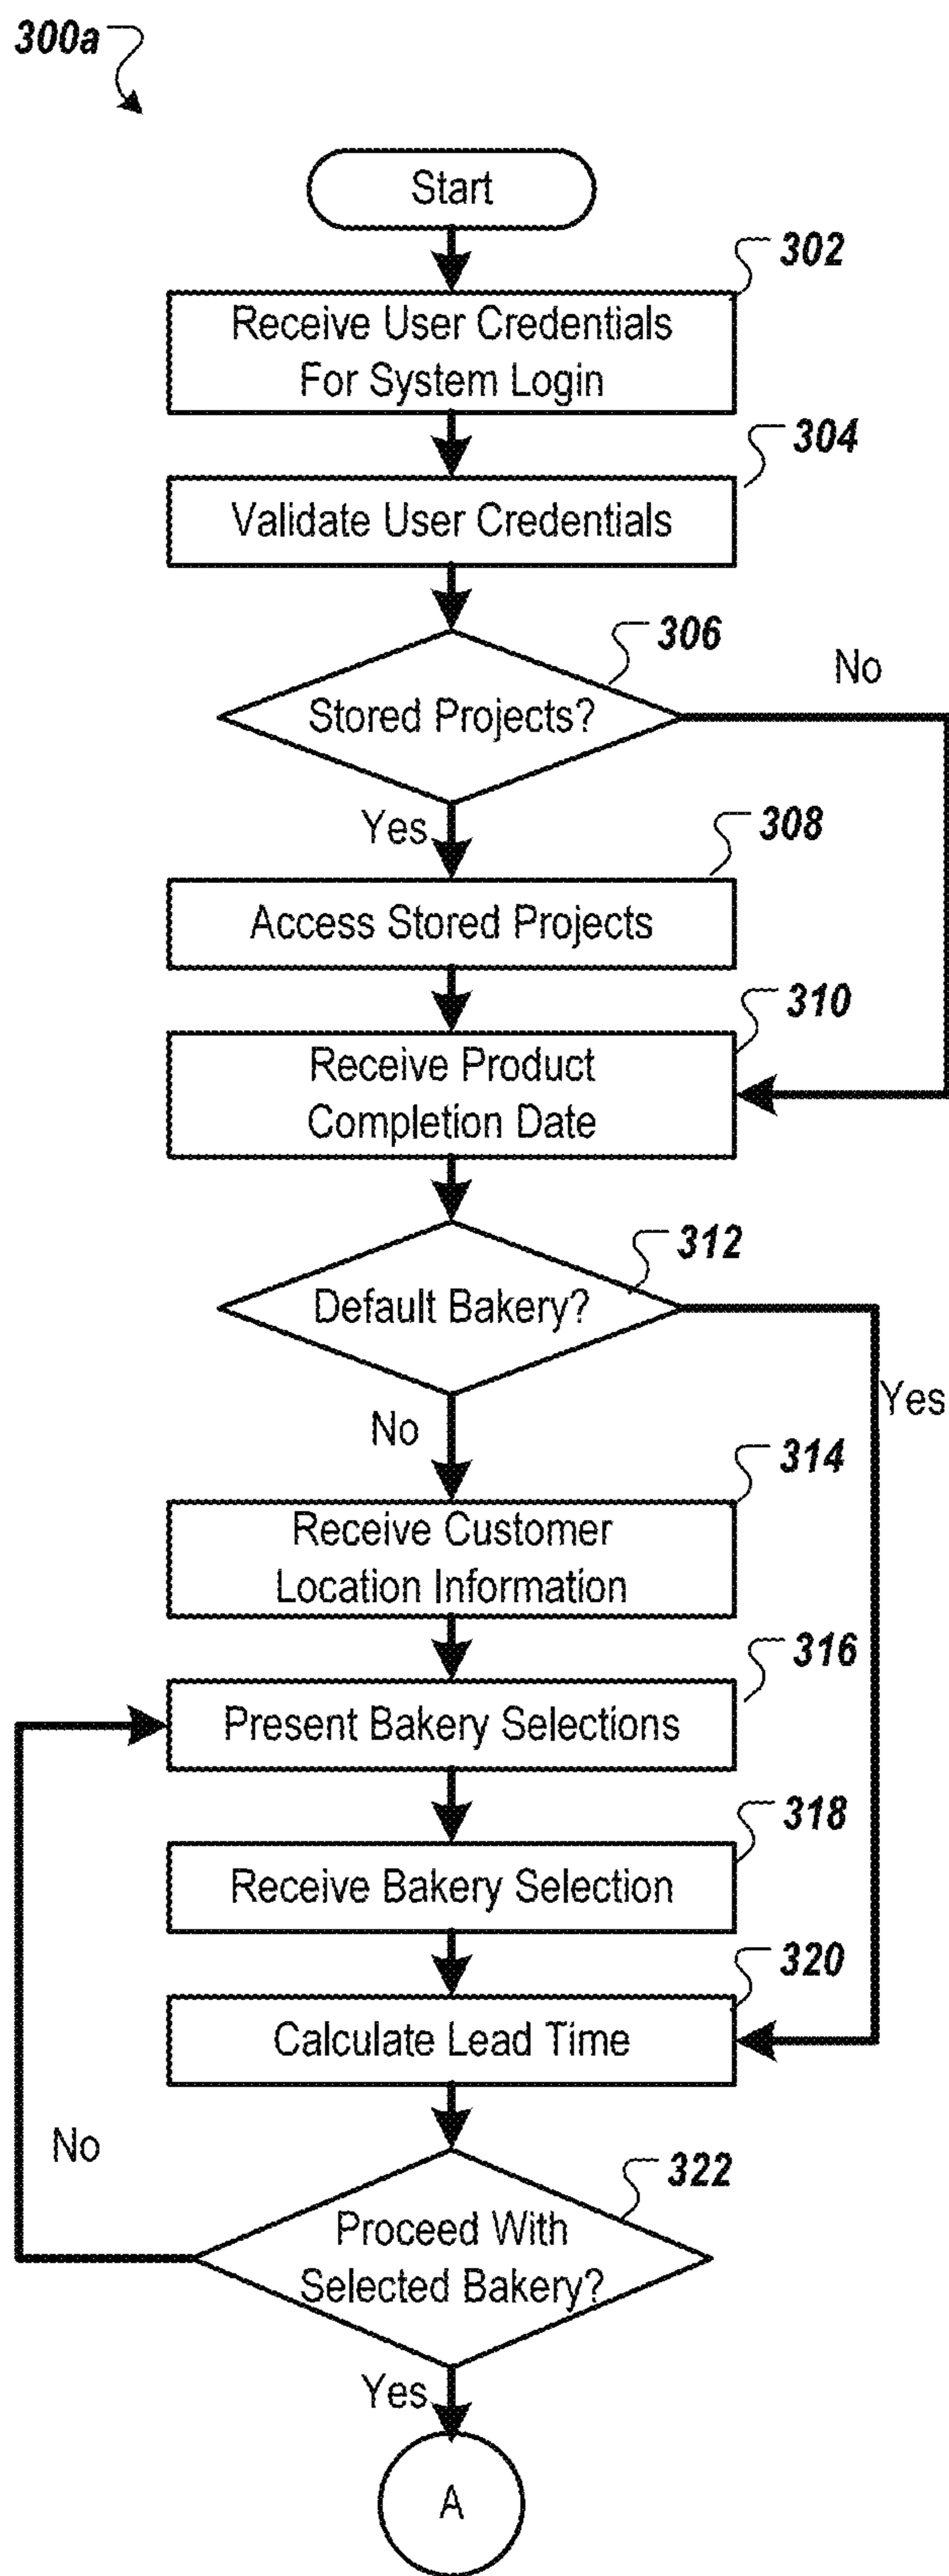 300a
Start
302
Receive User Credentials
For System Login
304
Validate User Credentials
306
No
Stored Projects?
Yes
308
Access Stored Projects
310
Receive Product
Completion Date
312
Default Bakery?
Yes
No
314
Receive Customer
Location Information
316
Present Bakery Selections
318
Receive Bakery Selection
320
Calculate Lead Time
No
322
Proceed With
Selected Bakery?
Yes
A